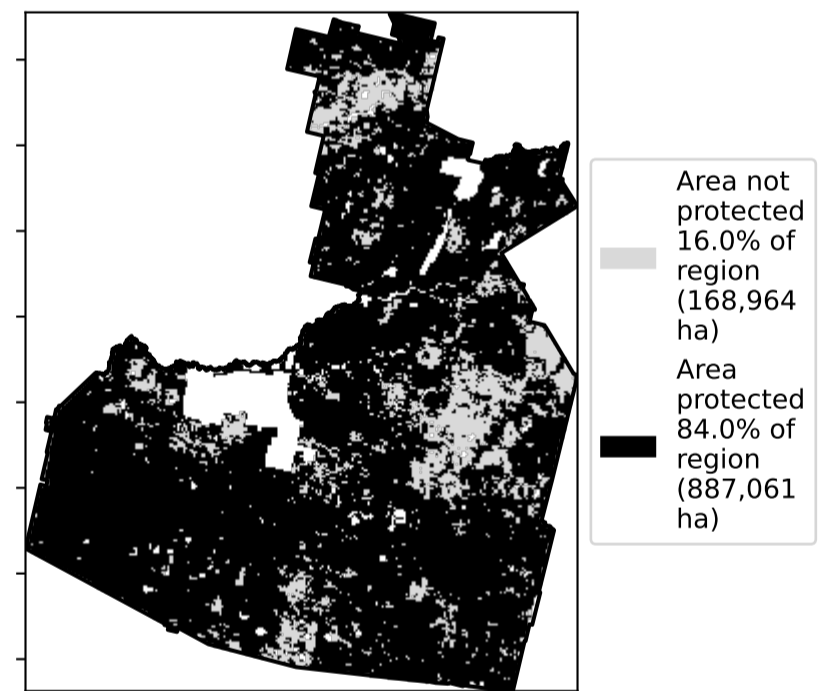 Area not
protected
16.0% of
region
(168,964
ha)
Area
protected
84.0% of
region
(887,061
ha)